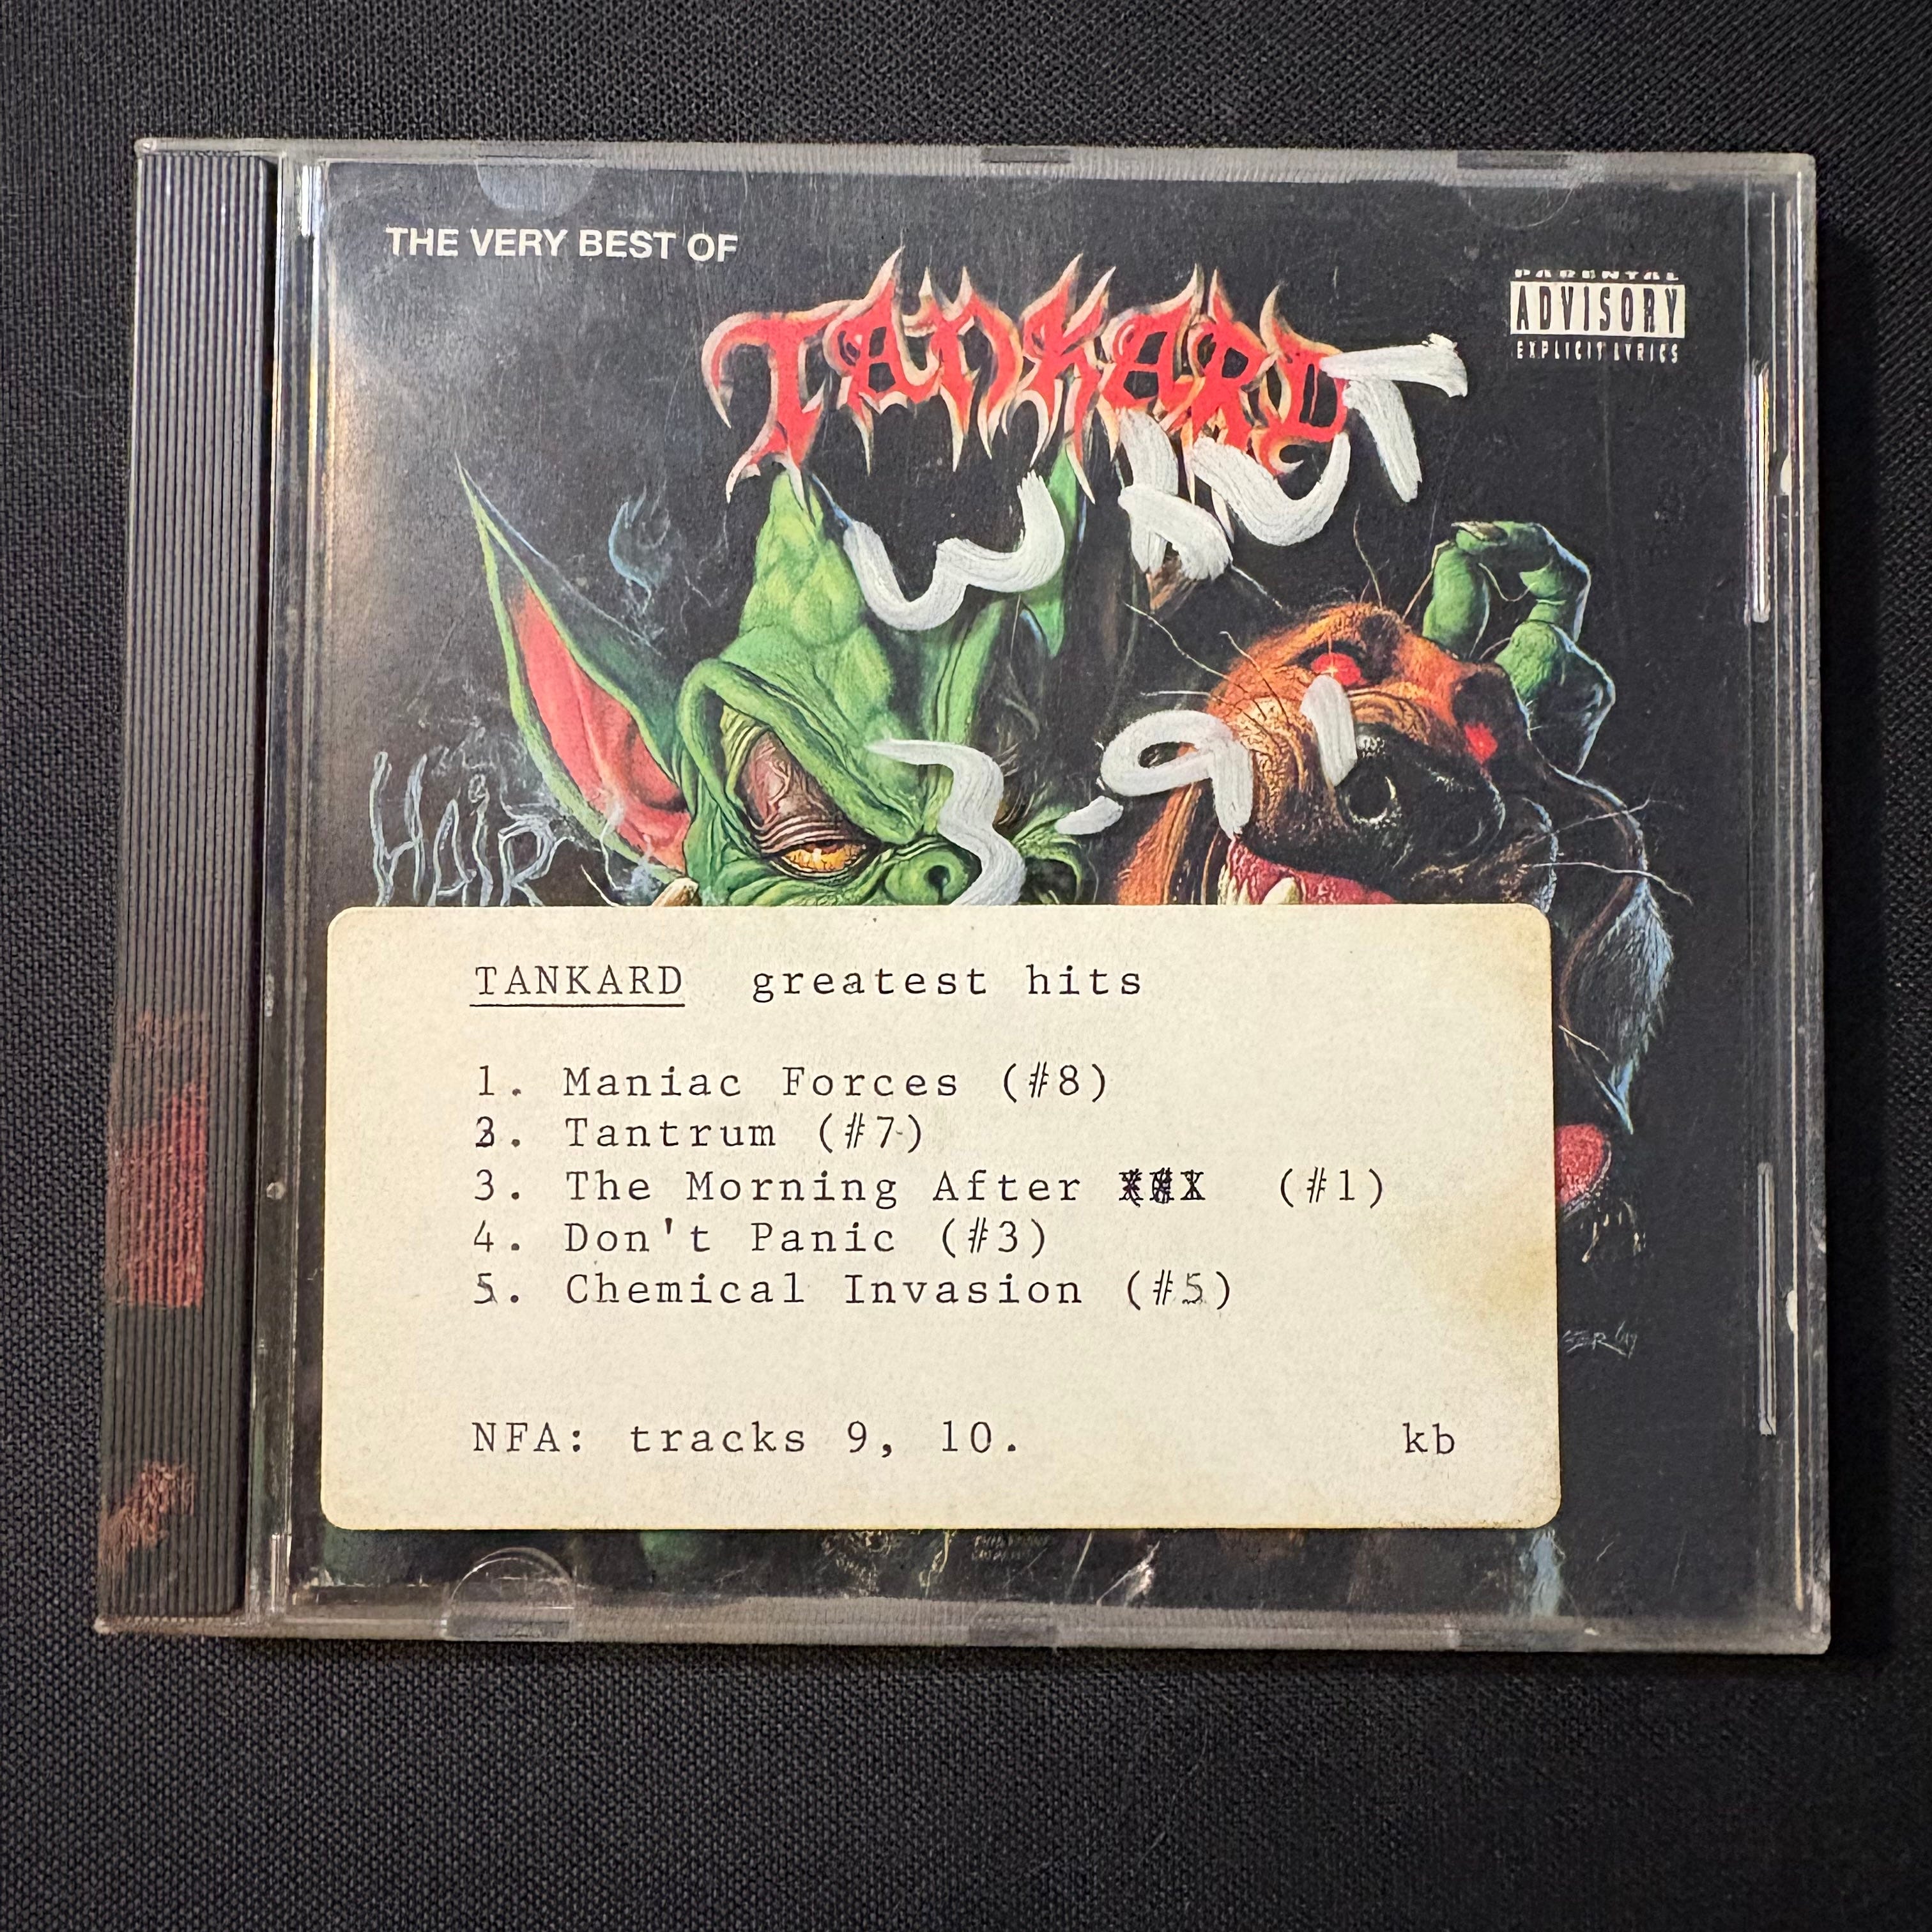 THE VERY BEST OF
TANKARD
PARENTAL
ADVISORY
EXPLICIT LYRICS
WRUT
3-91
HAIR
TANKARD greatest hits
1. Maniac Forces (#8)
2. Tantrum (#7)
3. The Morning After (#1)
4. Don't Panic (#3)
5. Chemical Invasion (#5)
NFA: tracks 9, 10.
kb